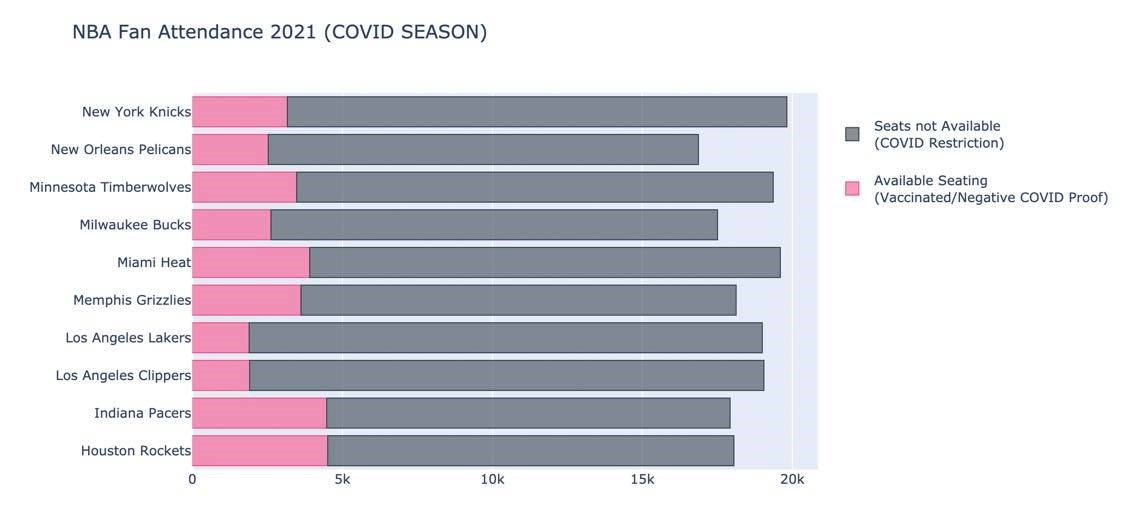 NBA Fan Attendance 2021 (COVID SEASON)
New York Knicks
New Orleans Pelicans
Minnesota Timberwolves
Milwaukee Bucks
Miami Heat
Memphis Grizzlies
Los Angeles Lakers
Los Angeles Clippers
Indiana Pacers
Houston Rockets
0
5k
10k
15k
20k
Seats not Available
(COVID Restriction)
Available Seating
(Vaccinated/Negative COVID Proof)